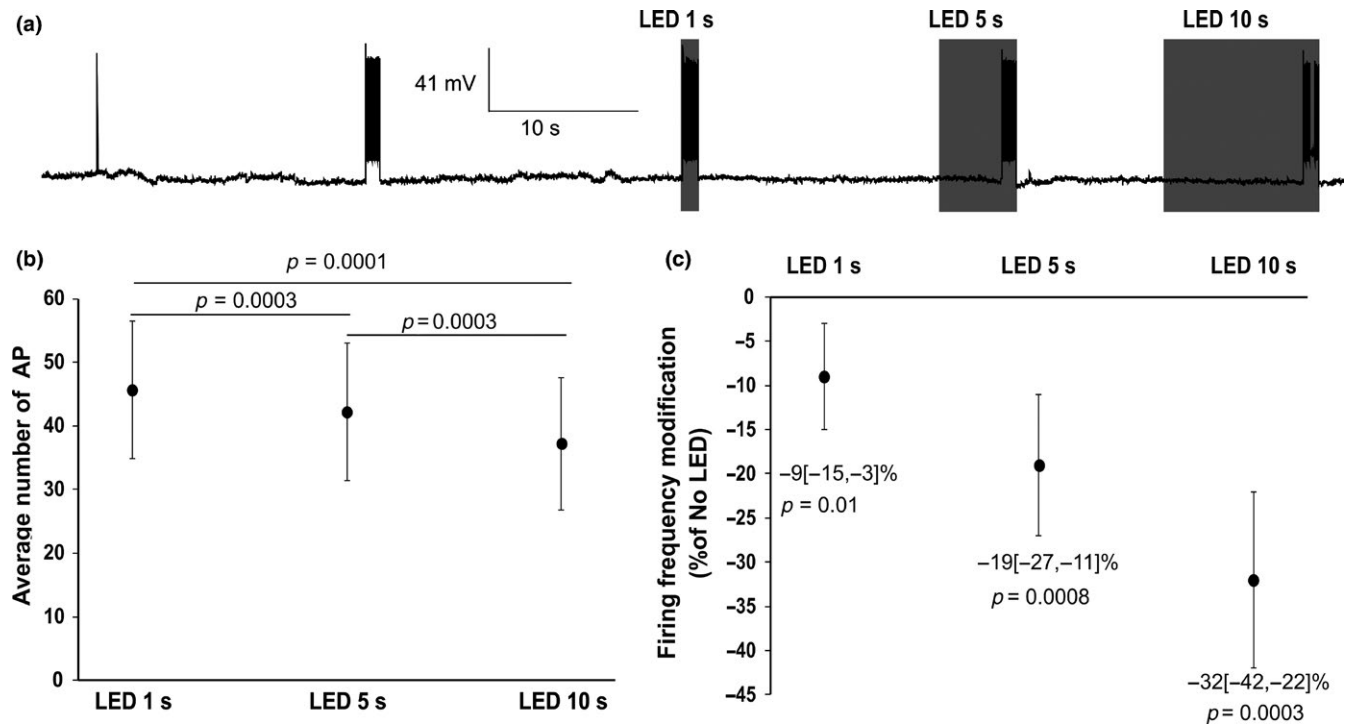 (a)
LED 1 s
LED 5 s
LED 10 s
41 mV
10 s
(b)
p = 0.0001
p = 0.0003
p = 0.0003
Average number of AP
60
50
40
30
20
10
0
LED 1 s
LED 5 s
LED 10 s
(c)
LED 1 s
LED 5 s
LED 10 s
Firing frequency modification
(%of No LED)
0
–5
–10
–15
–20
–25
–30
–35
–40
–45
–9[–15,–3]%
p = 0.01
–19[–27,–11]%
p = 0.0008
–32[–42,–22]%
p = 0.0003